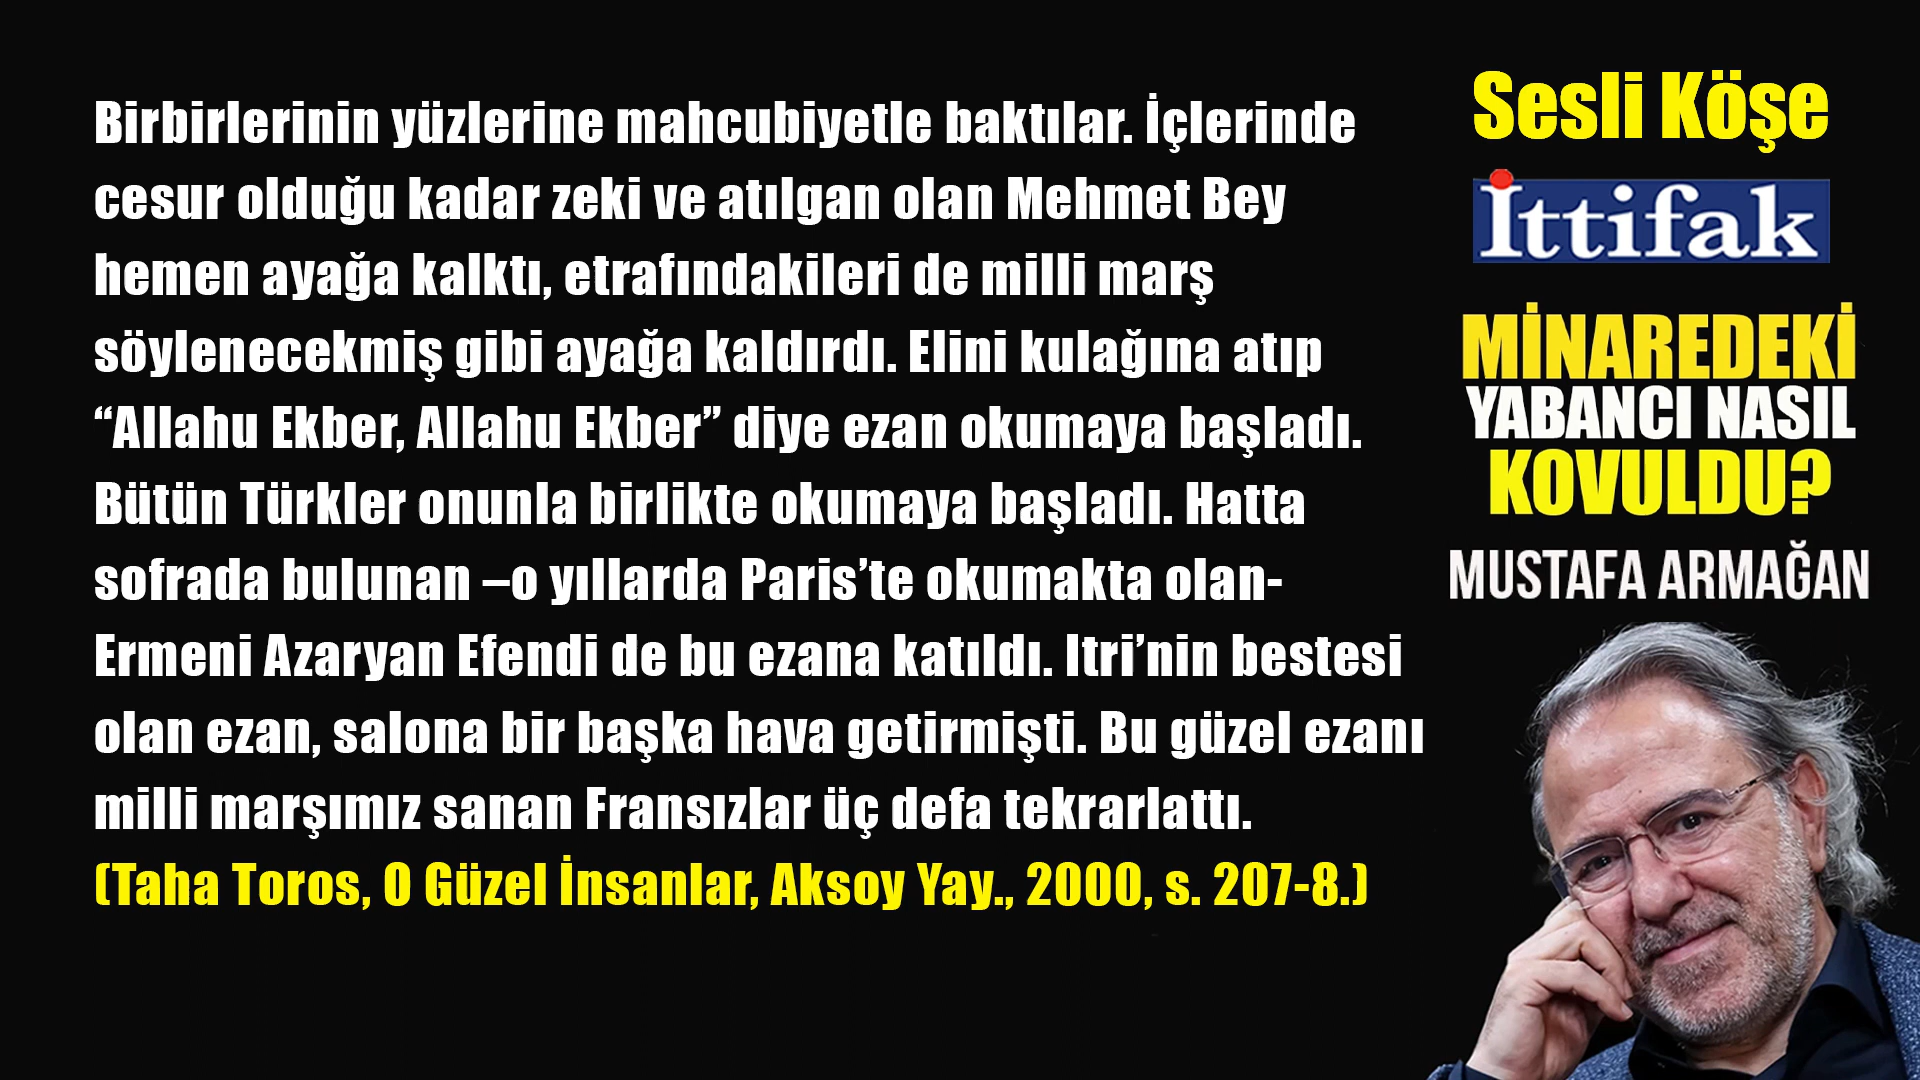 Birbirlerinin yüzlerine mahcubiyetle baktılar. İçlerinde
cesur olduğu kadar zeki ve atılgan olan Mehmet Bey
hemen ayağa kalktı, etrafındakileri de milli marş
söylenecekmiş gibi ayağa kaldırdı. Elini kulağına atıp
“Allahu Ekber, Allahu Ekber” diye ezan okumaya başladı.
Bütün Türkler onunla birlikte okumaya başladı. Hatta
sofrada bulunan –o yıllarda Paris’te okumakta olan-
Ermeni Azaryan Efendi de bu ezana katıldı. Itri’nin bestesi
olan ezan, salona bir başka hava getirmişti. Bu güzel ezanı
milli marşımız sanan Fransızlar üç defa tekrarlattı.
(Taha Toros, O Güzel İnsanlar, Aksoy Yay., 2000, s. 207-8.)
Sesli Köşe
İttifak
MİNAREDEKİ
YABANCI NASIL
KOVULDU?
MUSTAFA ARMAĞAN